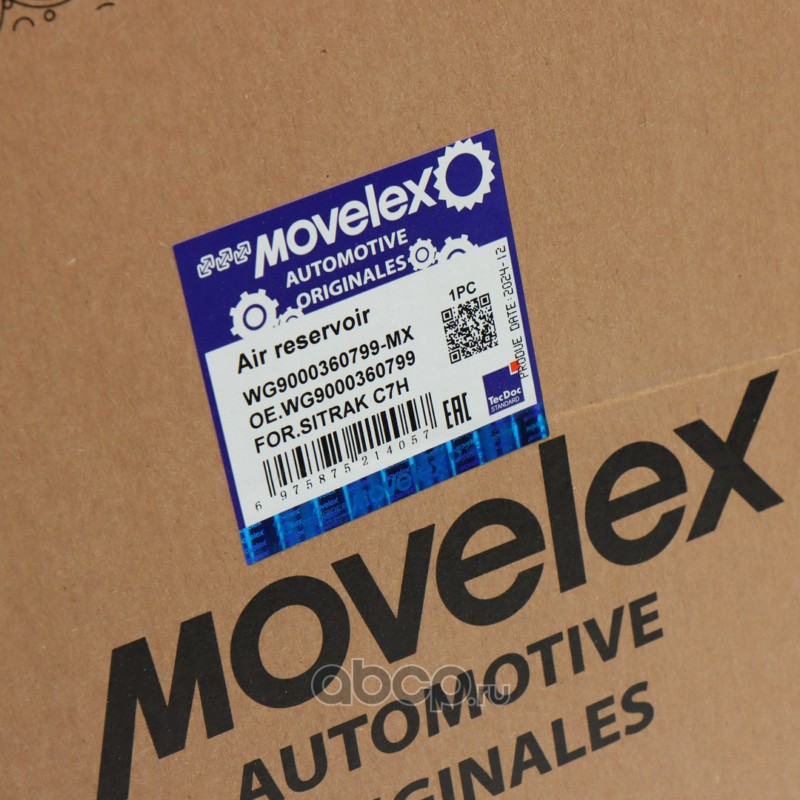 Movelex
AUTOMOTIVE
ORIGINALES
Air reservoir
1PC
WG9000360799-MX
OE.WG9000360799
FOR.SITRAK C7H
PRODUE DATE:2024-12
TecDoc
STANDARD
EAC
6 975875 214057
Movelex
AUTOMOTIVE
ORIGINALES
abcp.ru